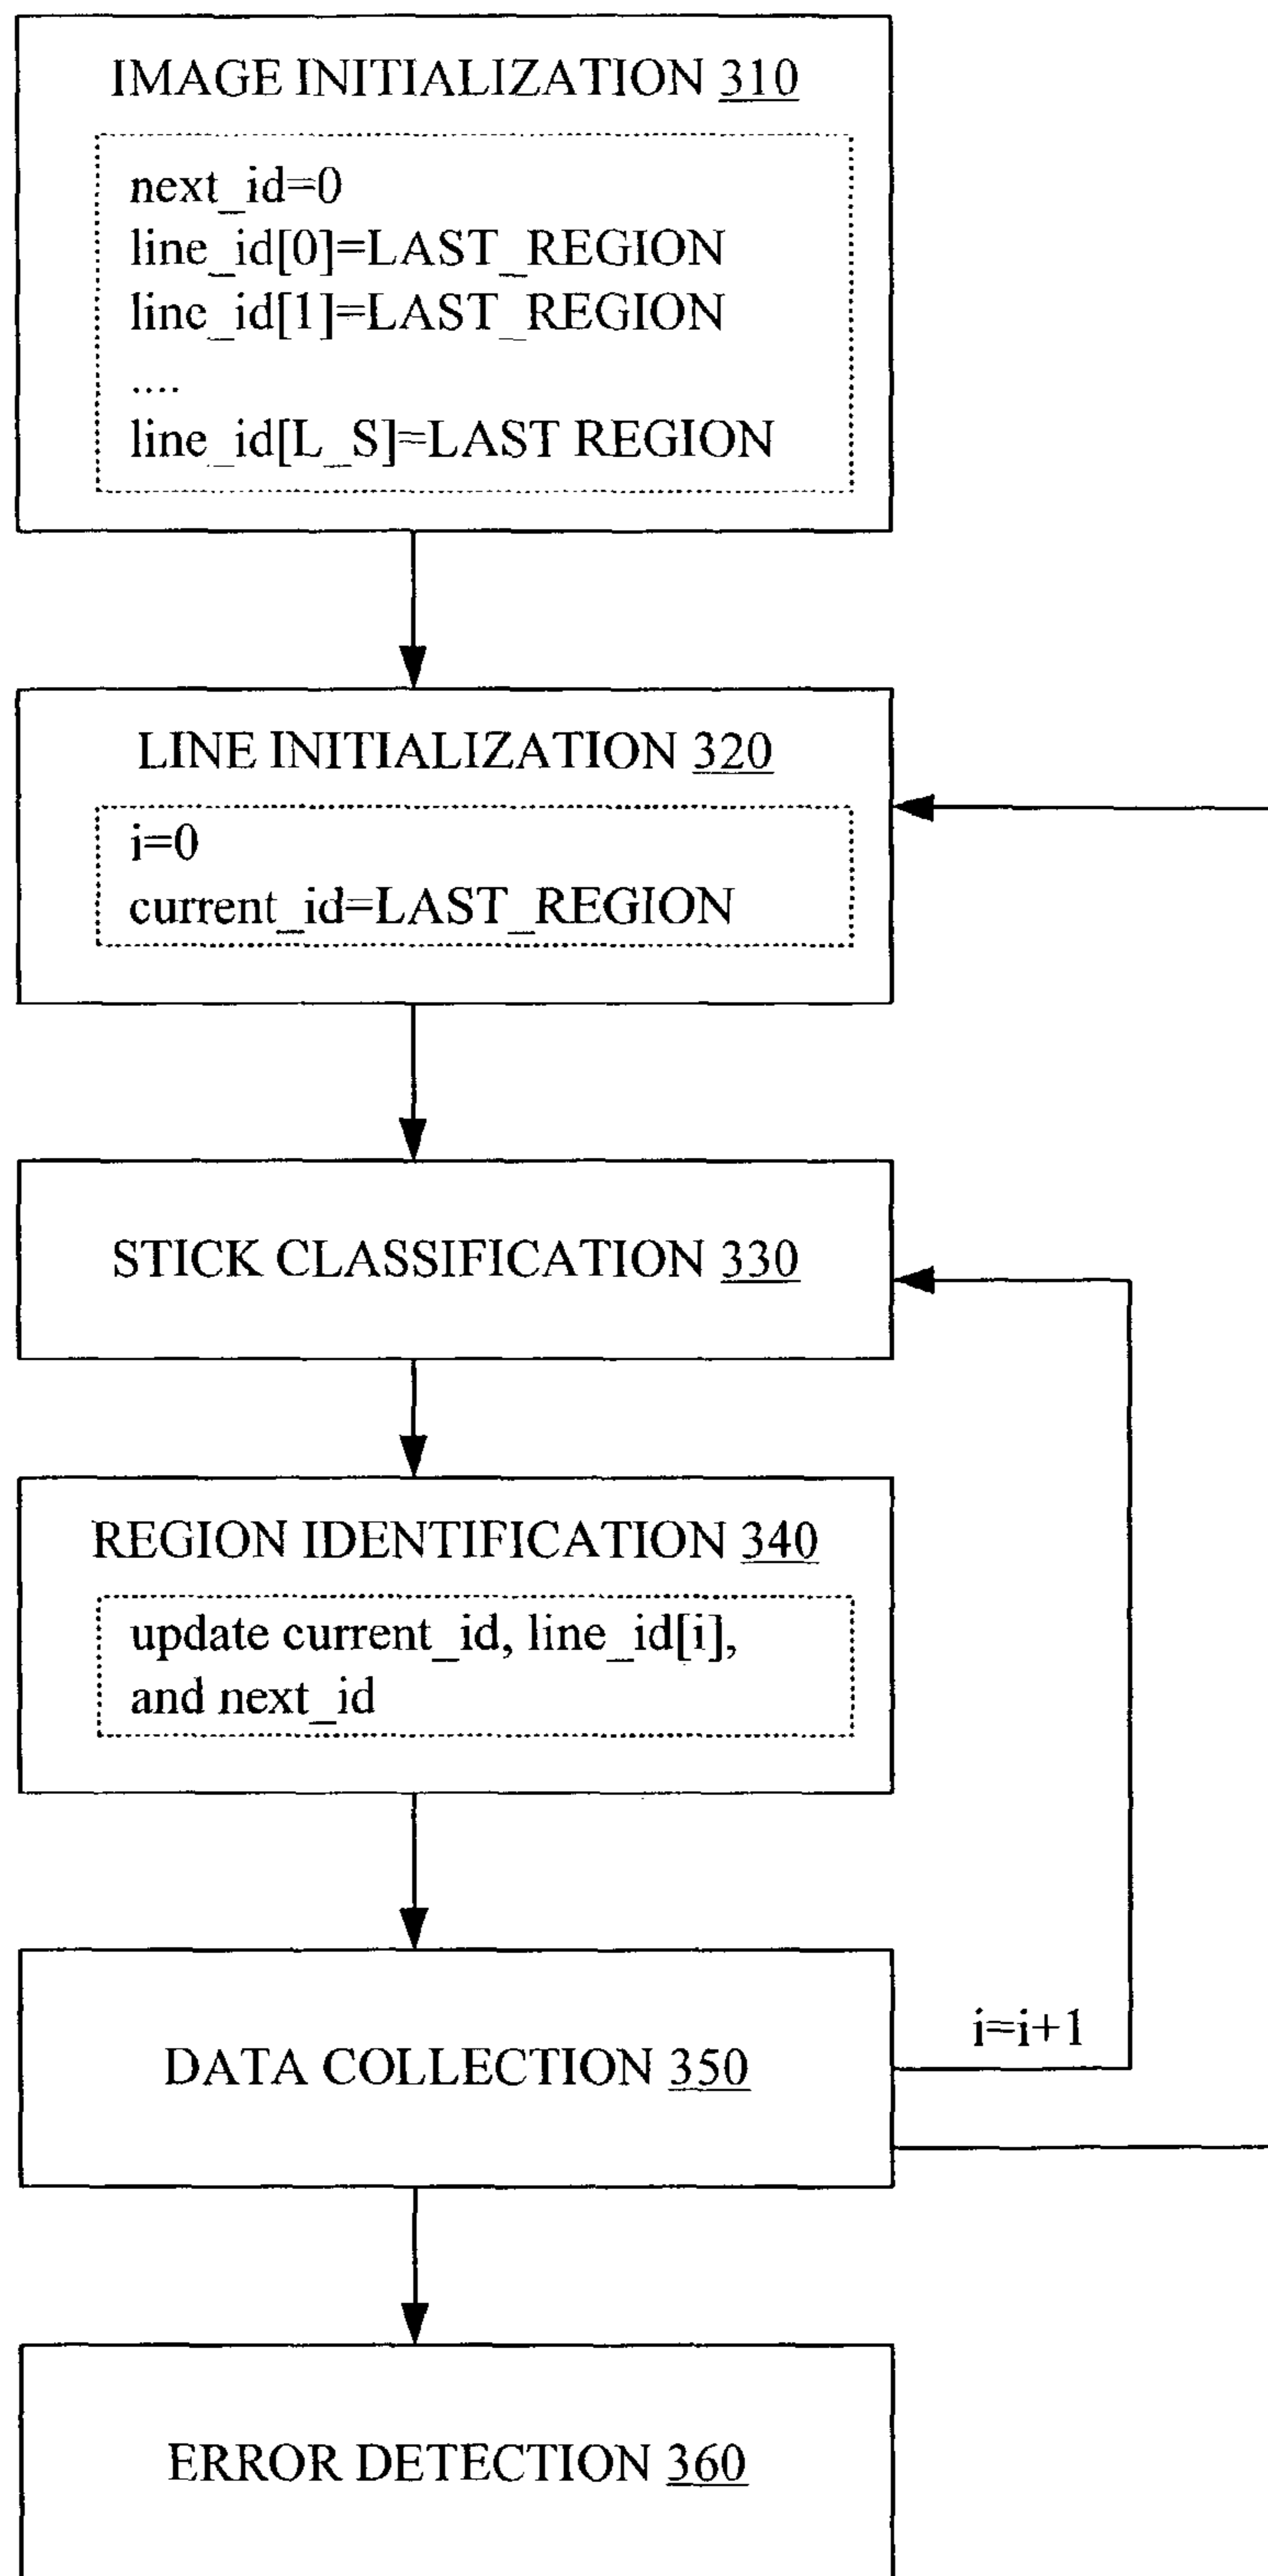 IMAGE INITIALIZATION 310
next_id=0
line_id[0]=LAST_REGION
line_id[1]=LAST_REGION
....
line_id[L_S]=LAST REGION
LINE INITIALIZATION 320
i=0
current_id=LAST_REGION
STICK CLASSIFICATION 330
REGION IDENTIFICATION 340
update current_id, line_id[i],
and next_id
i=i+1
DATA COLLECTION 350
ERROR DETECTION 360